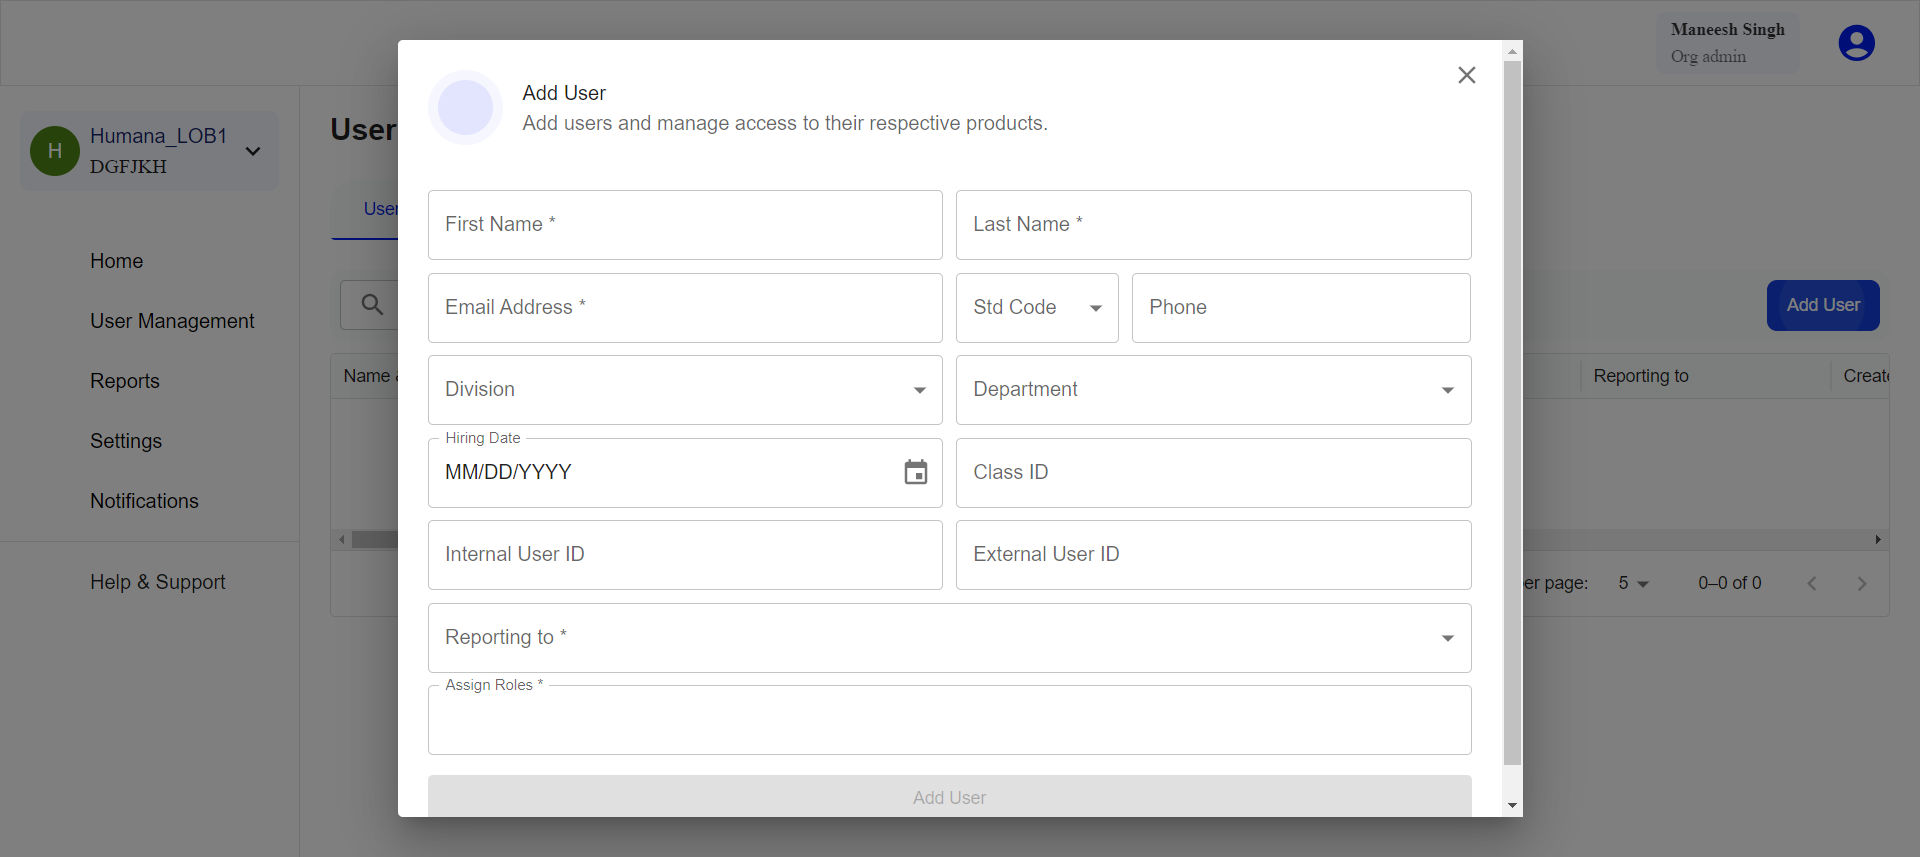 Maneesh Singh
Org admin
H
Humana_LOB1
DGFJKH
Home
User Management
Reports
Settings
Notifications
Help & Support
User
User
Add User
Name
Reporting to
Create
er page:
5
0–0 of 0
Add User
Add users and manage access to their respective products.
First Name *
Last Name *
Email Address *
Std Code
Phone
Division
Department
Hiring Date
MM/DD/YYYY
Class ID
Internal User ID
External User ID
Reporting to *
Assign Roles *
Add User